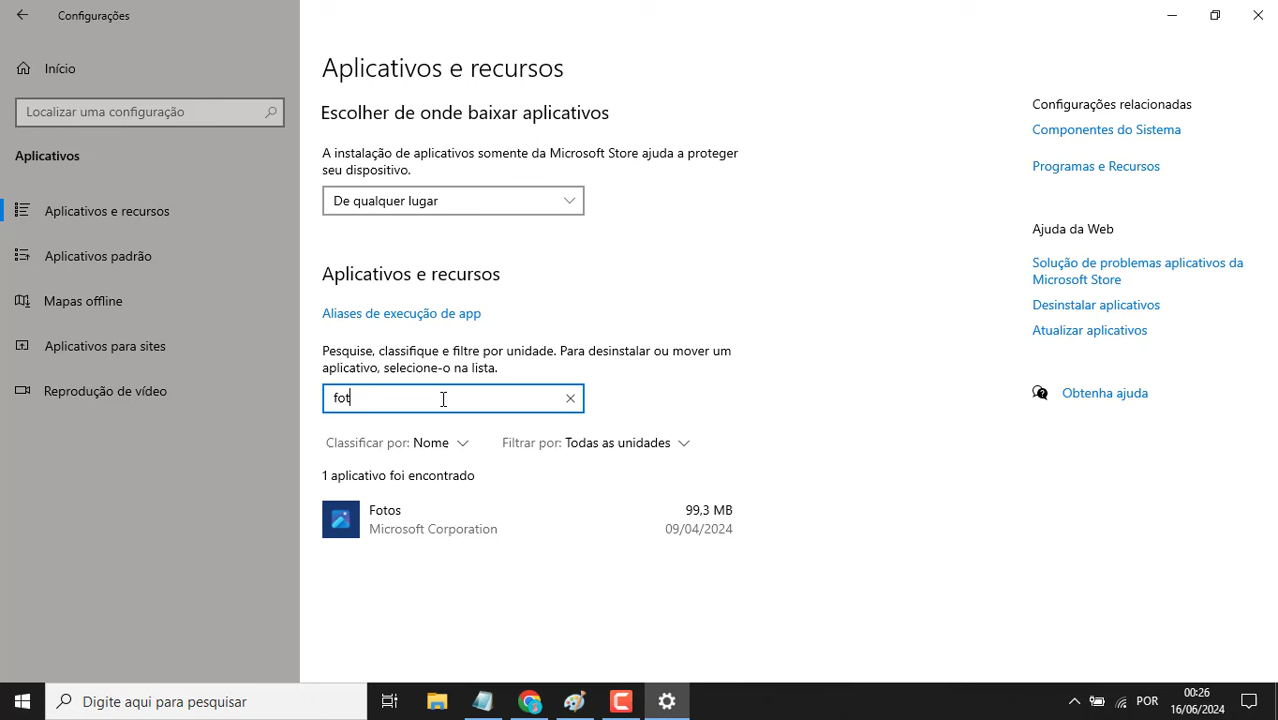 Configurações
Início
Localizar uma configuração
Aplicativos
Aplicativos e recursos
Aplicativos padrão
Mapas offline
Aplicativos para sites
Reprodução de vídeo
Aplicativos e recursos
Escolher de onde baixar aplicativos
A instalação de aplicativos somente da Microsoft Store ajuda a proteger
seu dispositivo.
De qualquer lugar
Aplicativos e recursos
Aliases de execução de app
Pesquise, classifique e filtre por unidade. Para desinstalar ou mover um
aplicativo, selecione-o na lista.
fot
Classificar por: Nome
Filtrar por: Todas as unidades
1 aplicativo foi encontrado
Fotos
99,3 MB
Microsoft Corporation
09/04/2024
Configurações relacionadas
Componentes do Sistema
Programas e Recursos
Ajuda da Web
Solução de problemas aplicativos da
Microsoft Store
Desinstalar aplicativos
Atualizar aplicativos
Obtenha ajuda
Digite aqui para pesquisar
POR
00:26
16/06/2024